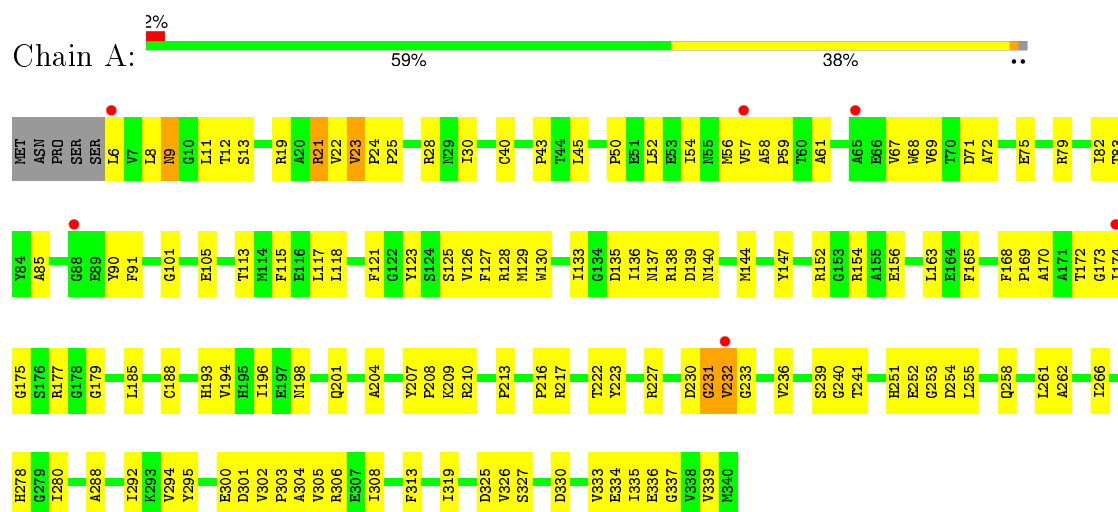 2%
Chain A:
59% 38% ••
MET ASN PRO SER SER L6 V7 L8 N9 G10 L11 T12 S13 R19 A20 R21 V22 V23 P24 P25 R28 N29 I30 C40 P43 T44 L45 P50 E51 L52 E53 I54 N55 M56 V57 A58 P59 T60 A61 A65 E66 V67 W68 V69 T70 D71 A72 E75 R79 I82 T83
Y84 A85 G88 E89 Y90 F91 G101 E105 T113 M114 F115 E116 L117 L118 F121 G122 Y123 S124 S125 V126 F127 R128 M129 W130 I133 G134 D135 I136 N137 R138 D139 N140 M144 Y147 R152 G153 R154 A155 E156 L163 E164 F165 F168 P169 A170 A171 T172 G173 I174
G175 S176 R177 G178 G179 L185 C188 H193 V194 H195 I196 E197 N198 Q201 A204 Y207 P208 K209 R210 P213 P216 R217 T222 Y223 R227 D230 G231 V232 G233 V236 S239 G240 T241 H251 E252 G253 D254 L255 Q258 L261 A262 I266
H278 G279 I280 A288 I292 K293 V294 Y295 E300 D301 V302 P303 A304 V305 R306 E307 I308 F313 I319 D325 V326 S327 D330 V333 E334 I335 E336 G337 V338 V339 M340